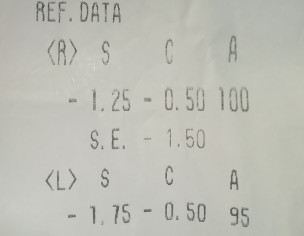 REF. DATA
<R> S C A
- 1.25 - 0.50 100
S.E. - 1.50
<L> S C A
- 1.75 - 0.50 95